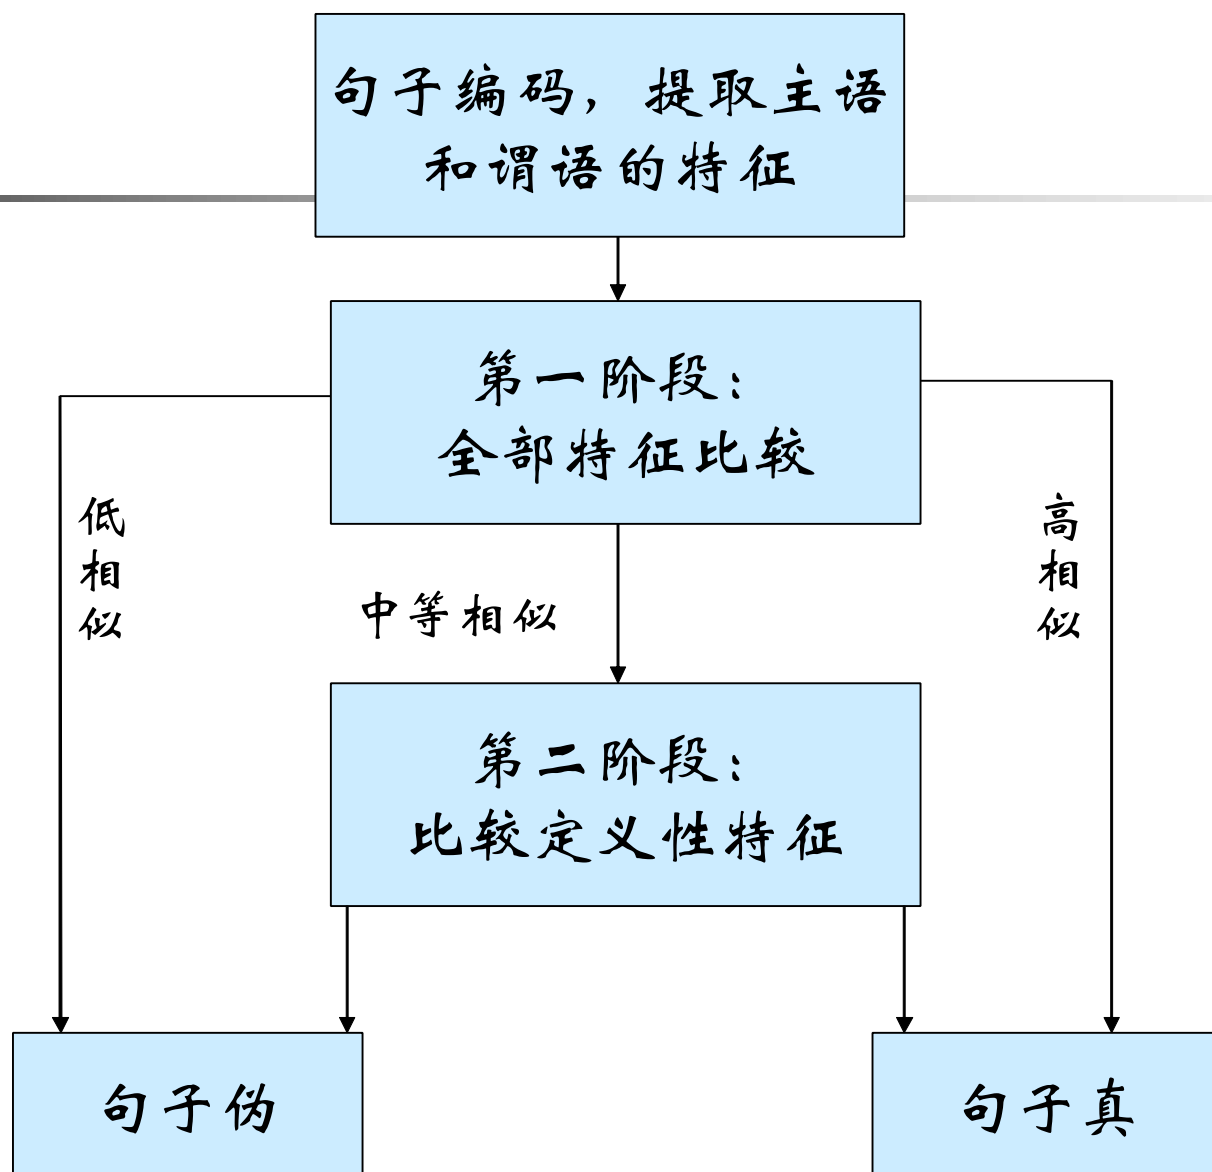 句子编码，提取主语
和谓语的特征
第一阶段：
全部特征比较
低
相
似
中等相似
高
相
似
第二阶段：
比较定义性特征
句子伪
句子真